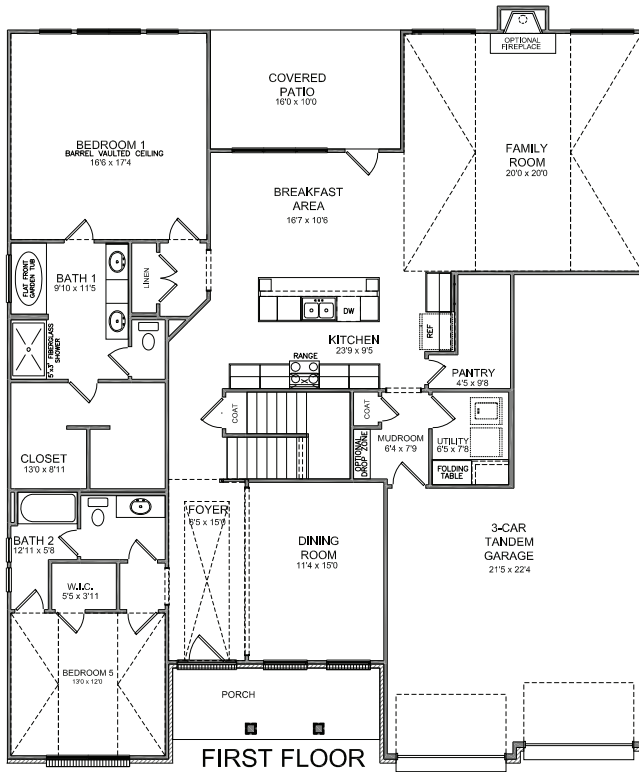 OPTIONAL
FIREPLACE
COVERED
PATIO
16'0 x 10'0
BEDROOM 1
BARREL VAULTED CEILING
16'6 x 17'4
FAMILY
ROOM
20'0 x 20'0
BREAKFAST
AREA
16'7 x 10'6
FLAT FRONT
GARDEN TUB
BATH 1
9'10 x 11'5
LINEN
DW
5'x3' FIBERGLASS
SHOWER
KITCHEN
23'9 x 9'5
REF
RANGE
PANTRY
4'5 x 9'8
COAT
COAT
MUDROOM
6'4 x 7'9
UTILITY
6'5 x 7'8
OPTIONAL
DROP ZONE
FOLDING
TABLE
CLOSET
13'0 x 8'11
FOYER
6'5 x 15'0
BATH 2
12'11 x 5'8
DINING
ROOM
11'4 x 15'0
3-CAR
TANDEM
GARAGE
21'5 x 22'4
W.I.C.
5'5 x 3'11
BEDROOM 5
13'0 x 12'0
PORCH
FIRST FLOOR